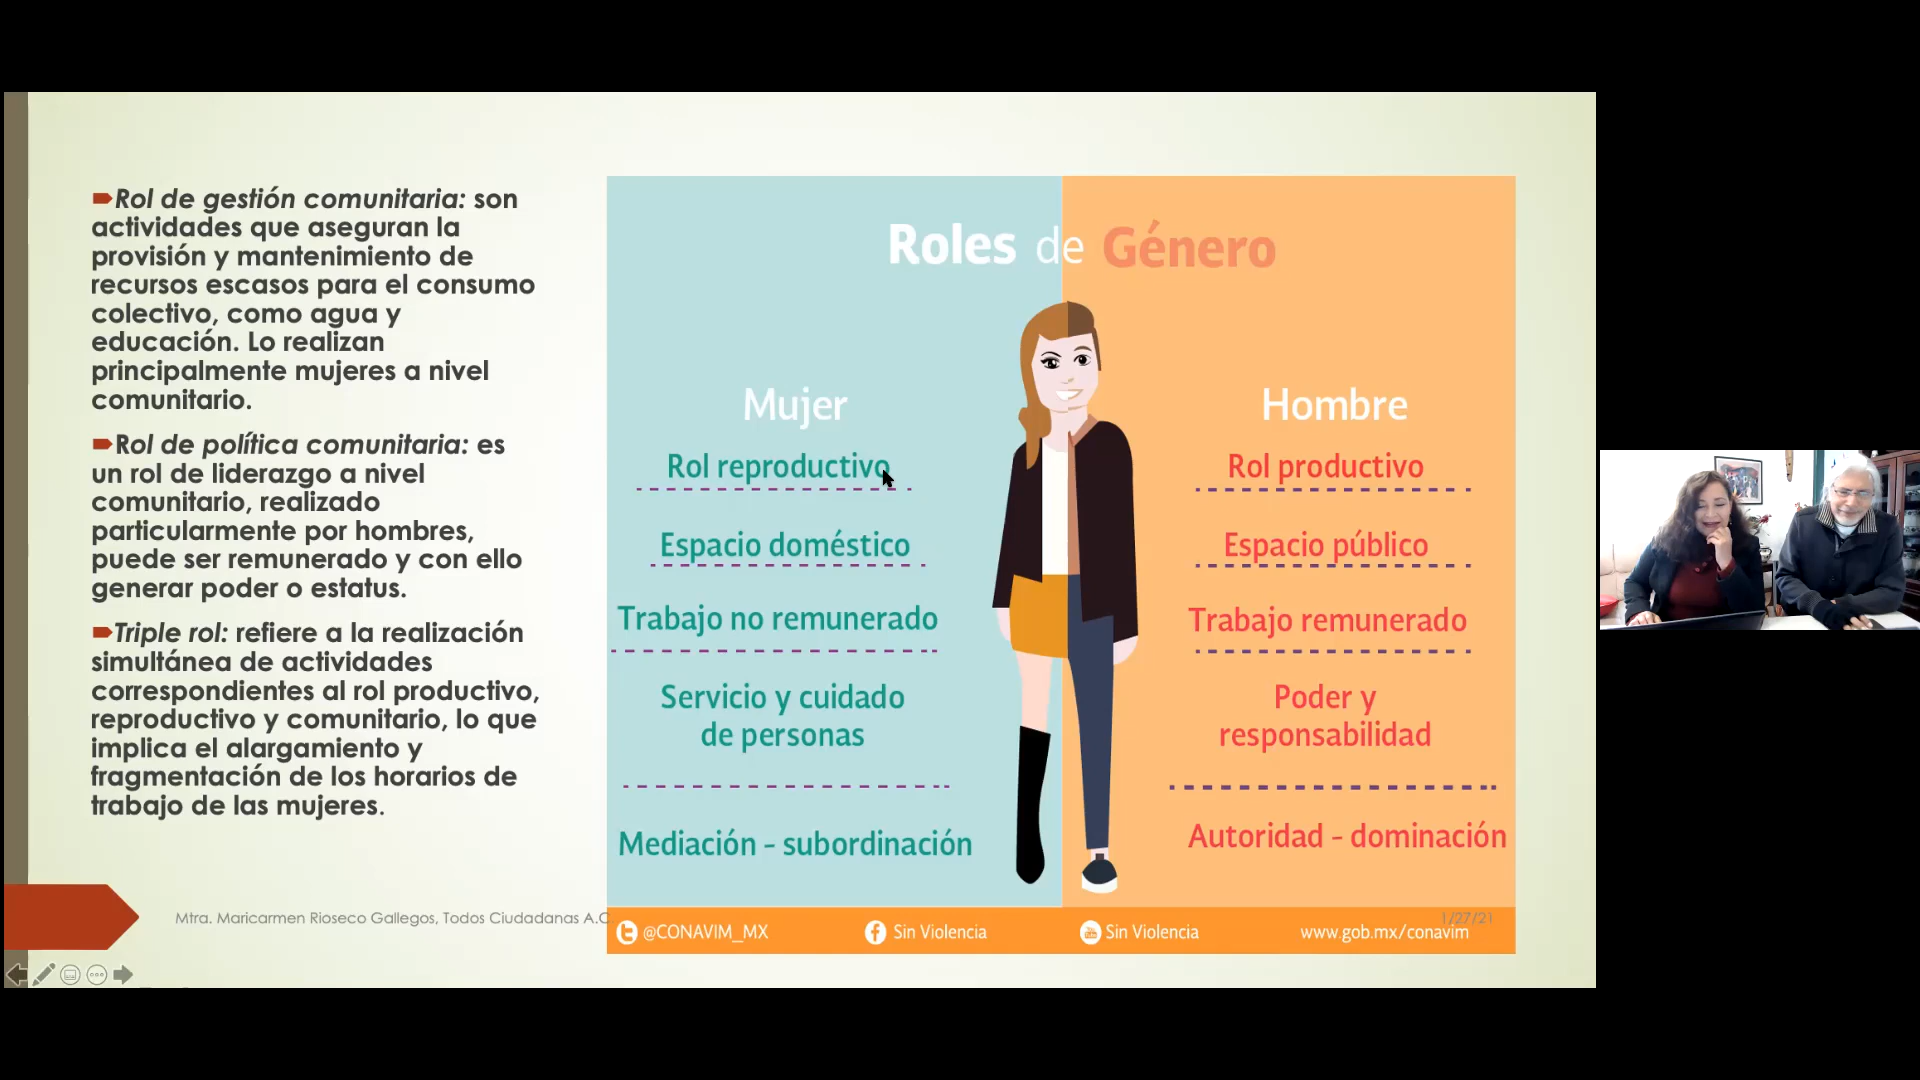 Rol de gestión comunitaria: son
actividades que aseguran la
provisión y mantenimiento de
recursos escasos para el consumo
colectivo, como agua y
educación. Lo realizan
principalmente mujeres a nivel
comunitario.
Rol de política comunitaria: es
un rol de liderazgo a nivel
comunitario, realizado
particularmente por hombres,
puede ser remunerado y con ello
generar poder o estatus.
Triple rol: refiere a la realización
simultánea de actividades
correspondientes al rol productivo,
reproductivo y comunitario, lo que
implica el alargamiento y
fragmentación de los horarios de
trabajo de las mujeres.
Roles de Género
Mujer
Rol reproductivo
Espacio doméstico
Trabajo no remunerado
Servicio y cuidado
de personas
Mediación - subordinación
Hombre
Rol productivo
Espacio público
Trabajo remunerado
Poder y
responsabilidad
Autoridad - dominación
Mtra. Maricarmen Rioseco Gallegos, Todos Ciudadanas A.C
1/27/21
@CONAVIM_MX
Sin Violencia
Sin Violencia
www.gob.mx/conavim